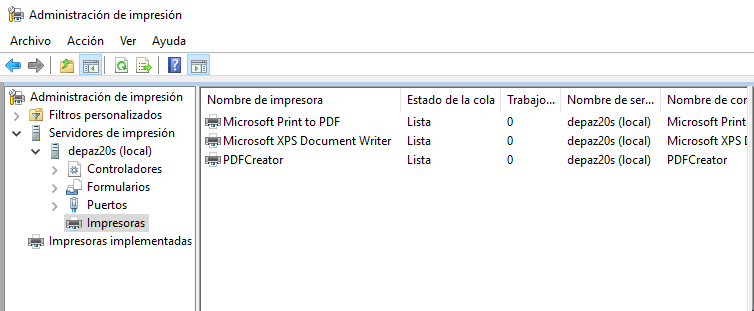 Administración de impresión
Archivo Acción Ver Ayuda
Administración de impresión
Filtros personalizados
Servidores de impresión
depaz20s (local)
Controladores
Formularios
Puertos
Impresoras
Impresoras implementadas
Nombre de impresora Estado de la cola Trabajo... Nombre de ser... Nombre de cor
Microsoft Print to PDF Lista 0 depaz20s (local) Microsoft Print
Microsoft XPS Document Writer Lista 0 depaz20s (local) Microsoft XPS D
PDFCreator Lista 0 depaz20s (local) PDFCreator